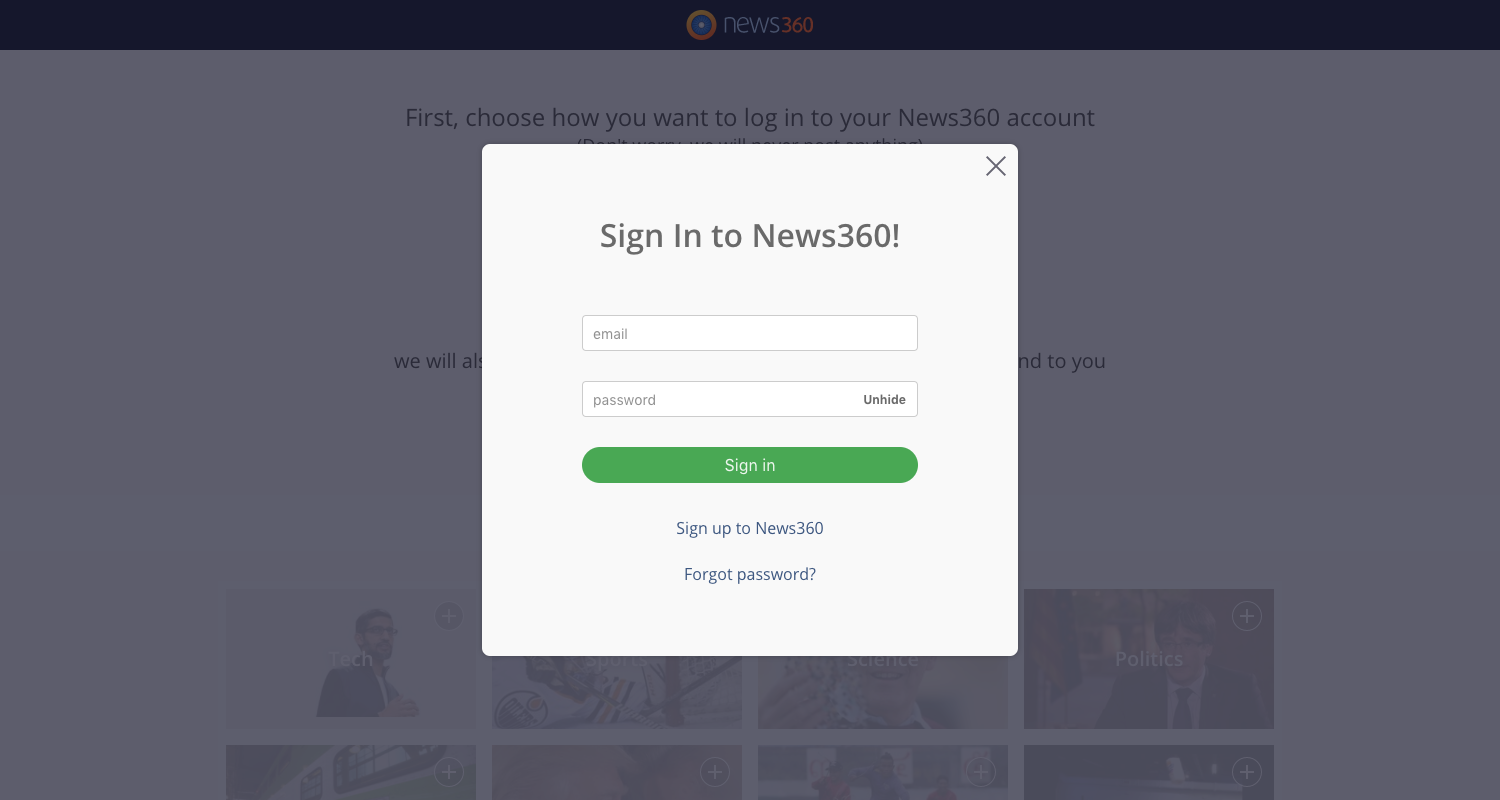 news360
First, choose how you want to log in to your News360 account
(Don't worry, we will never post anything)
Sign In to News360!
email
we will als
nd to you
password
Unhide
Sign in
Sign up to News360
Forgot password?
Tech
Sports
Science
Politics